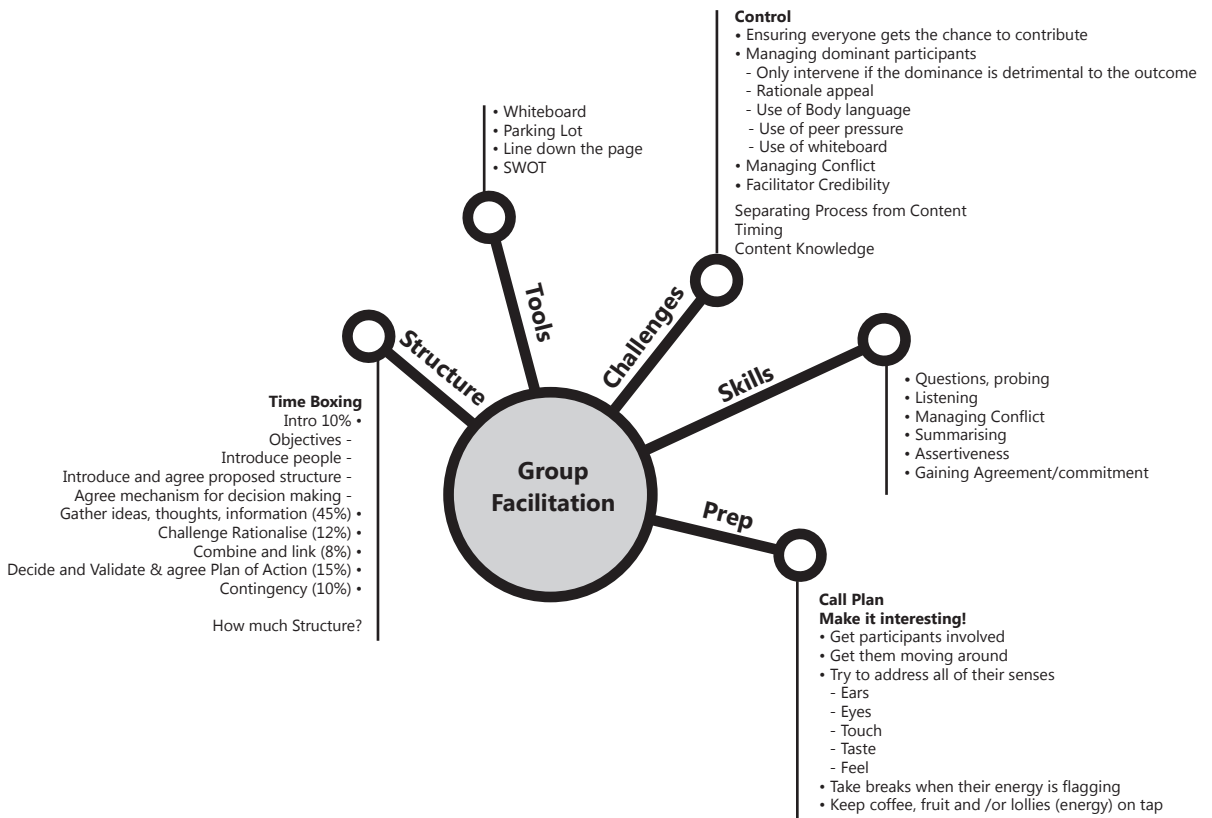 Group
Facilitation
Structure
Time Boxing
Intro 10% •
Objectives -
Introduce people -
Introduce and agree proposed structure -
Agree mechanism for decision making -
Gather ideas, thoughts, information (45%) •
Challenge Rationalise (12%) •
Combine and link (8%) •
Decide and Validate & agree Plan of Action (15%) •
Contingency (10%) •
How much Structure?
Tools
• Whiteboard
• Parking Lot
• Line down the page
• SWOT
Challenges
Control
• Ensuring everyone gets the chance to contribute
• Managing dominant participants
- Only intervene if the dominance is detrimental to the outcome
- Rationale appeal
- Use of Body language
- Use of peer pressure
- Use of whiteboard
• Managing Conflict
• Facilitator Credibility
Separating Process from Content
Timing
Content Knowledge
Skills
• Questions, probing
• Listening
• Managing Conflict
• Summarising
• Assertiveness
• Gaining Agreement/commitment
Prep
Call Plan
Make it interesting!
• Get participants involved
• Get them moving around
• Try to address all of their senses
- Ears
- Eyes
- Touch
- Taste
- Feel
• Take breaks when their energy is flagging
• Keep coffee, fruit and /or lollies (energy) on tap